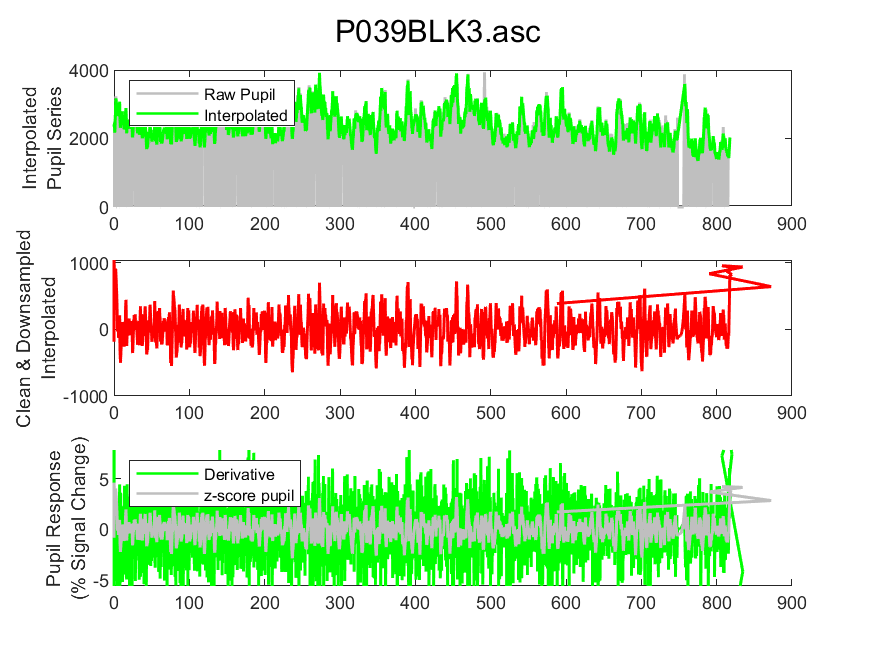 P039BLK3.asc
Interpolated
Pupil Series
4000
2000
0
Raw Pupil
Interpolated
0 100 200 300 400 500 600 700 800 900
Clean & Downsampled
Interpolated
1000
0
-1000
0 100 200 300 400 500 600 700 800 900
Pupil Response
(% Signal Change)
5
0
-5
Derivative
z-score pupil
0 100 200 300 400 500 600 700 800 900